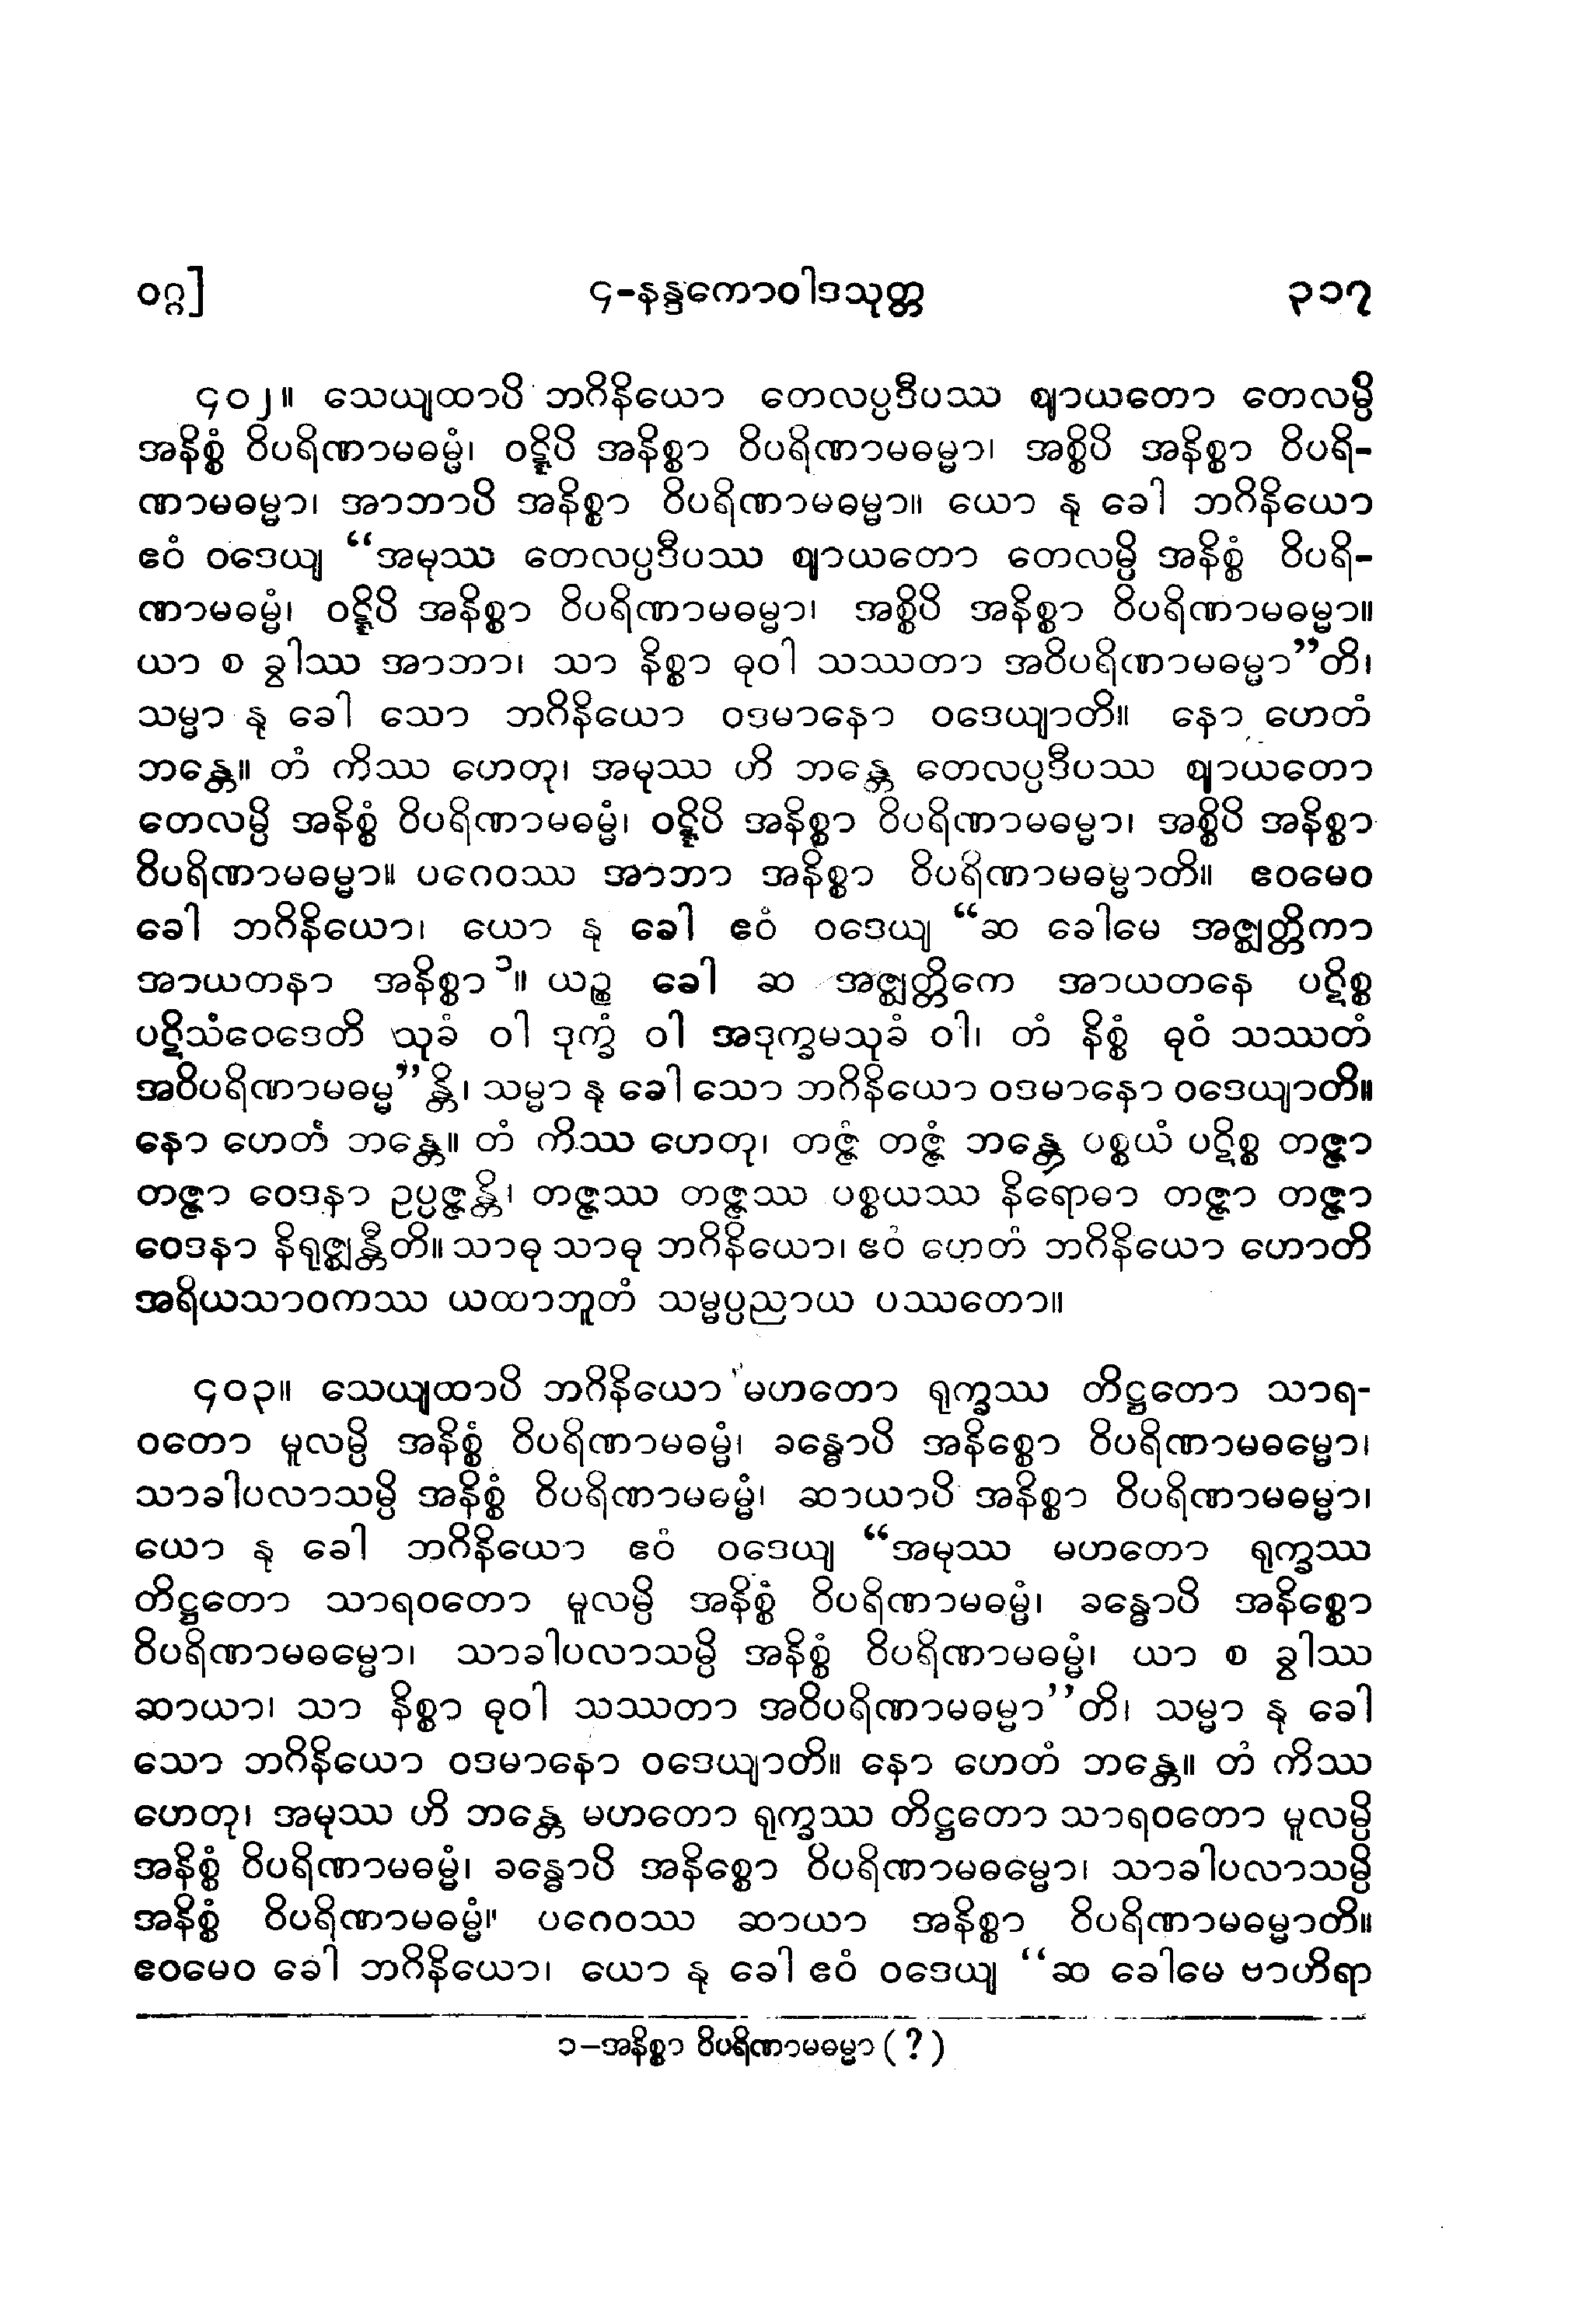 ဝဂ္ဂ] ၄-နန္ဒကောဝါဒသုတ္တ ၃၁၇
၄၀၂။ သေယျထာပိ ဘဂိနိယော တေလပ္ပဒီပဿ ဈာယတော တေလမ္ပိ
အနိစ္စံ ဝိပရိဏာမဓမ္မံ၊ ဝဋ္ဋိပိ အနိစ္စာ ဝိပရိဏာမဓမ္မာ၊ အစ္စိပိ အနိစ္စာ ဝိပရိ-
ဏာမဓမ္မာ၊ အာဘာပိ အနိစ္စာ ဝိပရိဏာမဓမ္မာ။ ယော နု ခေါ ဘဂိနိယော
ဧဝံ ဝဒေယျ “အမုဿ တေလပ္ပဒီပဿ ဈာယတော တေလမ္ပိ အနိစ္စံ ဝိပရိ-
ဏာမဓမ္မံ၊ ဝဋ္ဋိပိ အနိစ္စာ ဝိပရိဏာမဓမ္မာ၊ အစ္စိပိ အနိစ္စာ ဝိပရိဏာမဓမ္မာ။
ယာ စ ခွါဿ အာဘာ၊ သာ နိစ္စာ ဓုဝါ သဿတာ အဝိပရိဏာမဓမ္မာ”တိ၊
သမ္မာ နု ခေါ သော ဘဂိနိယော ဝဒမာနော ဝဒေယျာတိ။ နော ဟေတံ
ဘန္တေ။ တံ ကိဿ ဟေတု၊ အမုဿ ဟိ ဘန္တေ တေလပ္ပဒီပဿ ဈာယတော
တေလမ္ပိ အနိစ္စံ ဝိပရိဏာမဓမ္မံ၊ ဝဋ္ဋိပိ အနိစ္စာ ဝိပရိဏာမဓမ္မာ၊ အစ္စိပိ အနိစ္စာ
ဝိပရိဏာမဓမ္မာ။ ပဂေဝဿ အာဘာ အနိစ္စာ ဝိပရိဏာမဓမ္မာတိ။ ဧဝမေဝ
ခေါ ဘဂိနိယော၊ ယော နု ခေါ ဧဝံ ဝဒေယျ “ဆ ခေါမေ အဇ္ဈတ္တိကာ
အာယတနာ အနိစ္စာ၁။ ယဉ္စ ခေါ ဆ အဇ္ဈတ္တိကေ အာယတနေ ပဋိစ္စ
ပဋိသံဝေဒေတိ သုခံ ဝါ ဒုက္ခံ ဝါ အဒုက္ခမသုခံ ဝါ၊ တံ နိစ္စံ ဓုဝံ သဿတံ
အဝိပရိဏာမဓမ္မ”န္တိ၊ သမ္မာ နု ခေါ သော ဘဂိနိယော ဝဒမာနော ဝဒေယျာတိ။
နော ဟေတံ ဘန္တေ။ တံ ကိဿ ဟေတု၊ တဇ္ဇံ တဇ္ဇံ ဘန္တေ ပစ္စယံ ပဋိစ္စ တဇ္ဇာ
တဇ္ဇာ ဝေဒနာ ဥပ္ပဇ္ဇန္တိ၊ တဇ္ဇဿ တဇ္ဇဿ ပစ္စယဿ နိရောဓာ တဇ္ဇာ တဇ္ဇာ
ဝေဒနာ နိရုဇ္ဈန္တီတိ။ သာဓု သာဓု ဘဂိနိယော၊ ဧဝံ ဟေတံ ဘဂိနိယော ဟောတိ
အရိယသာဝကဿ ယထာဘူတံ သမ္မပ္ပညာယ ပဿတော။
၄၀၃။ သေယျထာပိ ဘဂိနိယော မဟတော ရုက္ခဿ တိဋ္ဌတော သာရ-
ဝတော မူလမ္ပိ အနိစ္စံ ဝိပရိဏာမဓမ္မံ၊ ခန္ဓောပိ အနိစ္စော ဝိပရိဏာမဓမ္မော၊
သာခါပလာသမ္ပိ အနိစ္စံ ဝိပရိဏာမဓမ္မံ၊ ဆာယာပိ အနိစ္စာ ဝိပရိဏာမဓမ္မာ၊
ယော နု ခေါ ဘဂိနိယော ဧဝံ ဝဒေယျ “အမုဿ မဟတော ရုက္ခဿ
တိဋ္ဌတော သာရဝတော မူလမ္ပိ အနိစ္စံ ဝိပရိဏာမဓမ္မံ၊ ခန္ဓောပိ အနိစ္စော
ဝိပရိဏာမဓမ္မော၊ သာခါပလာသမ္ပိ အနိစ္စံ ဝိပရိဏာမဓမ္မံ၊ ယာ စ ခွါဿ
ဆာယာ၊ သာ နိစ္စာ ဓုဝါ သဿတာ အဝိပရိဏာမဓမ္မာ”တိ၊ သမ္မာ နု ခေါ
သော ဘဂိနိယော ဝဒမာနော ဝဒေယျာတိ။ နော ဟေတံ ဘန္တေ။ တံ ကိဿ
ဟေတု၊ အမုဿ ဟိ ဘန္တေ မဟတော ရုက္ခဿ တိဋ္ဌတော သာရဝတော မူလမ္ပိ
အနိစ္စံ ဝိပရိဏာမဓမ္မံ၊ ခန္ဓောပိ အနိစ္စော ဝိပရိဏာမဓမ္မော၊ သာခါပလာသမ္ပိ
အနိစ္စံ ဝိပရိဏာမဓမ္မံ။ ပဂေဝဿ ဆာယာ အနိစ္စာ ဝိပရိဏာမဓမ္မာတိ။
ဧဝမေဝ ခေါ ဘဂိနိယော၊ ယော နု ခေါ ဧဝံ ဝဒေယျ “ဆ ခေါမေ ဗာဟိရာ
၁-အနိစ္စာ ဝိပရိဏာမဓမ္မာ (?)